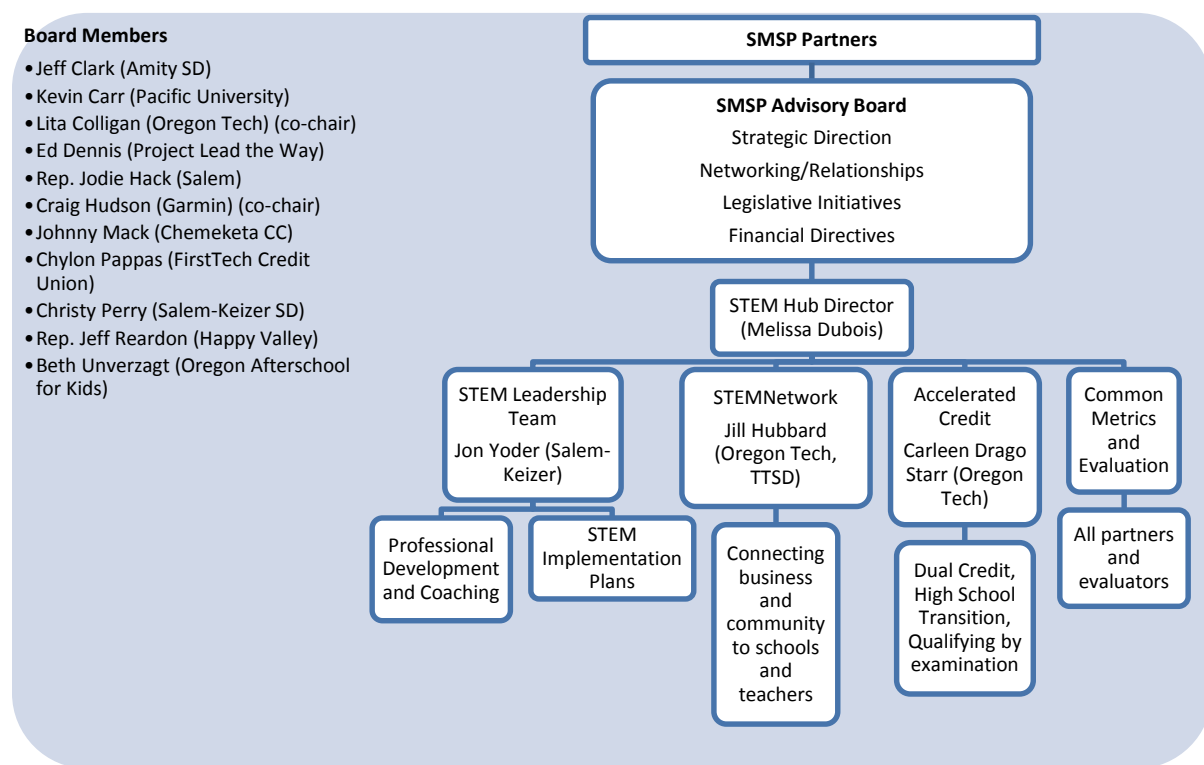 Board Members
•Jeff Clark (Amity SD)
•Kevin Carr (Pacific University)
•Lita Colligan (Oregon Tech) (co-chair)
•Ed Dennis (Project Lead the Way)
•Rep. Jodie Hack (Salem)
•Craig Hudson (Garmin) (co-chair)
•Johnny Mack (Chemeketa CC)
•Chylon Pappas (FirstTech Credit
Union)
•Christy Perry (Salem-Keizer SD)
•Rep. Jeff Reardon (Happy Valley)
•Beth Unverzagt (Oregon Afterschool
for Kids)
SMSP Partners
SMSP Advisory Board
Strategic Direction
Networking/Relationships
Legislative Initiatives
Financial Directives
STEM Hub Director
(Melissa Dubois)
STEM Leadership
Team
Jon Yoder (Salem-
Keizer)
Professional
Development
and Coaching
STEM
Implementation
Plans
STEMNetwork
Jill Hubbard
(Oregon Tech,
TTSD)
Connecting
business
and
community
to schools
and
teachers
Accelerated
Credit
Carleen Drago
Starr (Oregon
Tech)
Dual Credit,
High School
Transition,
Qualifying by
examination
Common
Metrics
and
Evaluation
All partners
and
evaluators